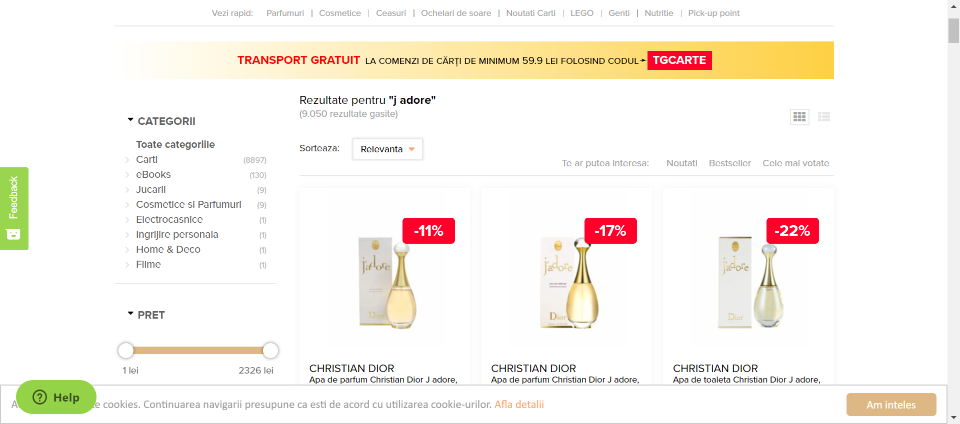 Vezi rapid: Parfumuri | Cosmetice | Ceasuri | Ochelari de soare | Noutati Carti | LEGO | Genti | Nutritie | Pick-up point
TRANSPORT GRATUIT LA COMENZI DE CĂRȚI DE MINIMUM 59.9 LEI FOLOSIND CODUL TGCARTE
Rezultate pentru "j adore"
(9.050 rezultate gasite)
CATEGORII
Toate categoriile
Carti (8897)
eBooks (130)
Jucarii (9)
Cosmetice si Parfumuri (9)
Electrocasnice (1)
Ingrijire personala (1)
Home & Deco (1)
Filme (1)
PRET
1 lei 2326 lei
Sorteaza: Relevanta
Te-ar putea interesa: Noutati Bestseller Cele mai votate
-11%
j'adore
Dior
CHRISTIAN DIOR
Apa de parfum Christian Dior J adore,
-17%
j'adore
Dior
CHRISTIAN DIOR
Apa de parfum Christian Dior J adore,
-22%
j'adore
Dior
CHRISTIAN DIOR
Apa de toaleta Christian Dior J adore,
Feedback
Help
cookies. Continuarea navigarii presupune ca esti de acord cu utilizarea cookie-urilor. Afla detalii
Am inteles